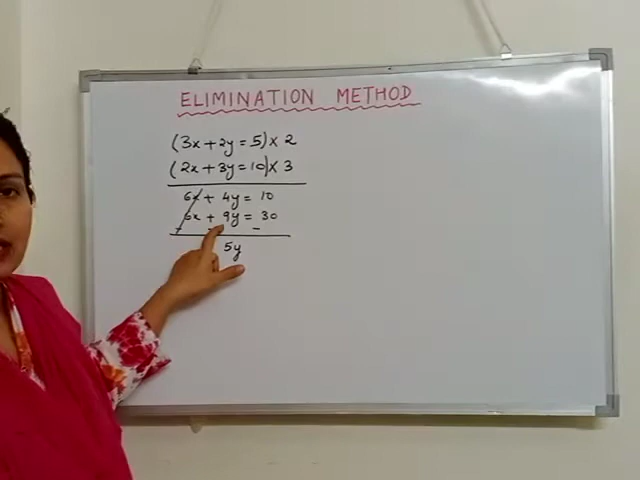 ELIMINATION METHOD
(3x + 2y = 5) x 2
(2x + 3y = 10) x 3
6x + 4y = 10
6x + 9y = 30
- - -
5y